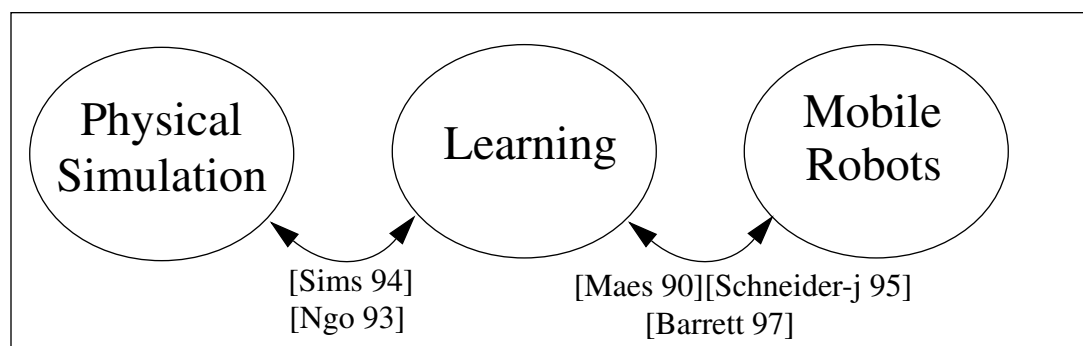 Physical
Simulation
Learning
Mobile
Robots
[Sims 94]
[Ngo 93]
[Maes 90][Schneider-j 95]
[Barrett 97]